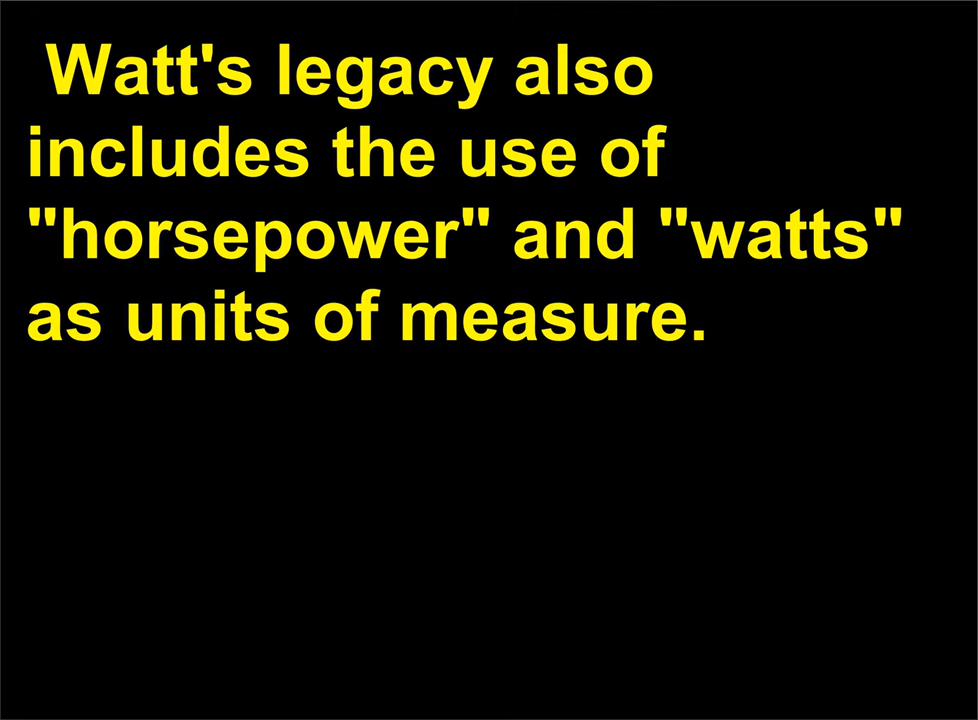 Watt's legacy also
includes the use of
"horsepower" and "watts"
as units of measure.